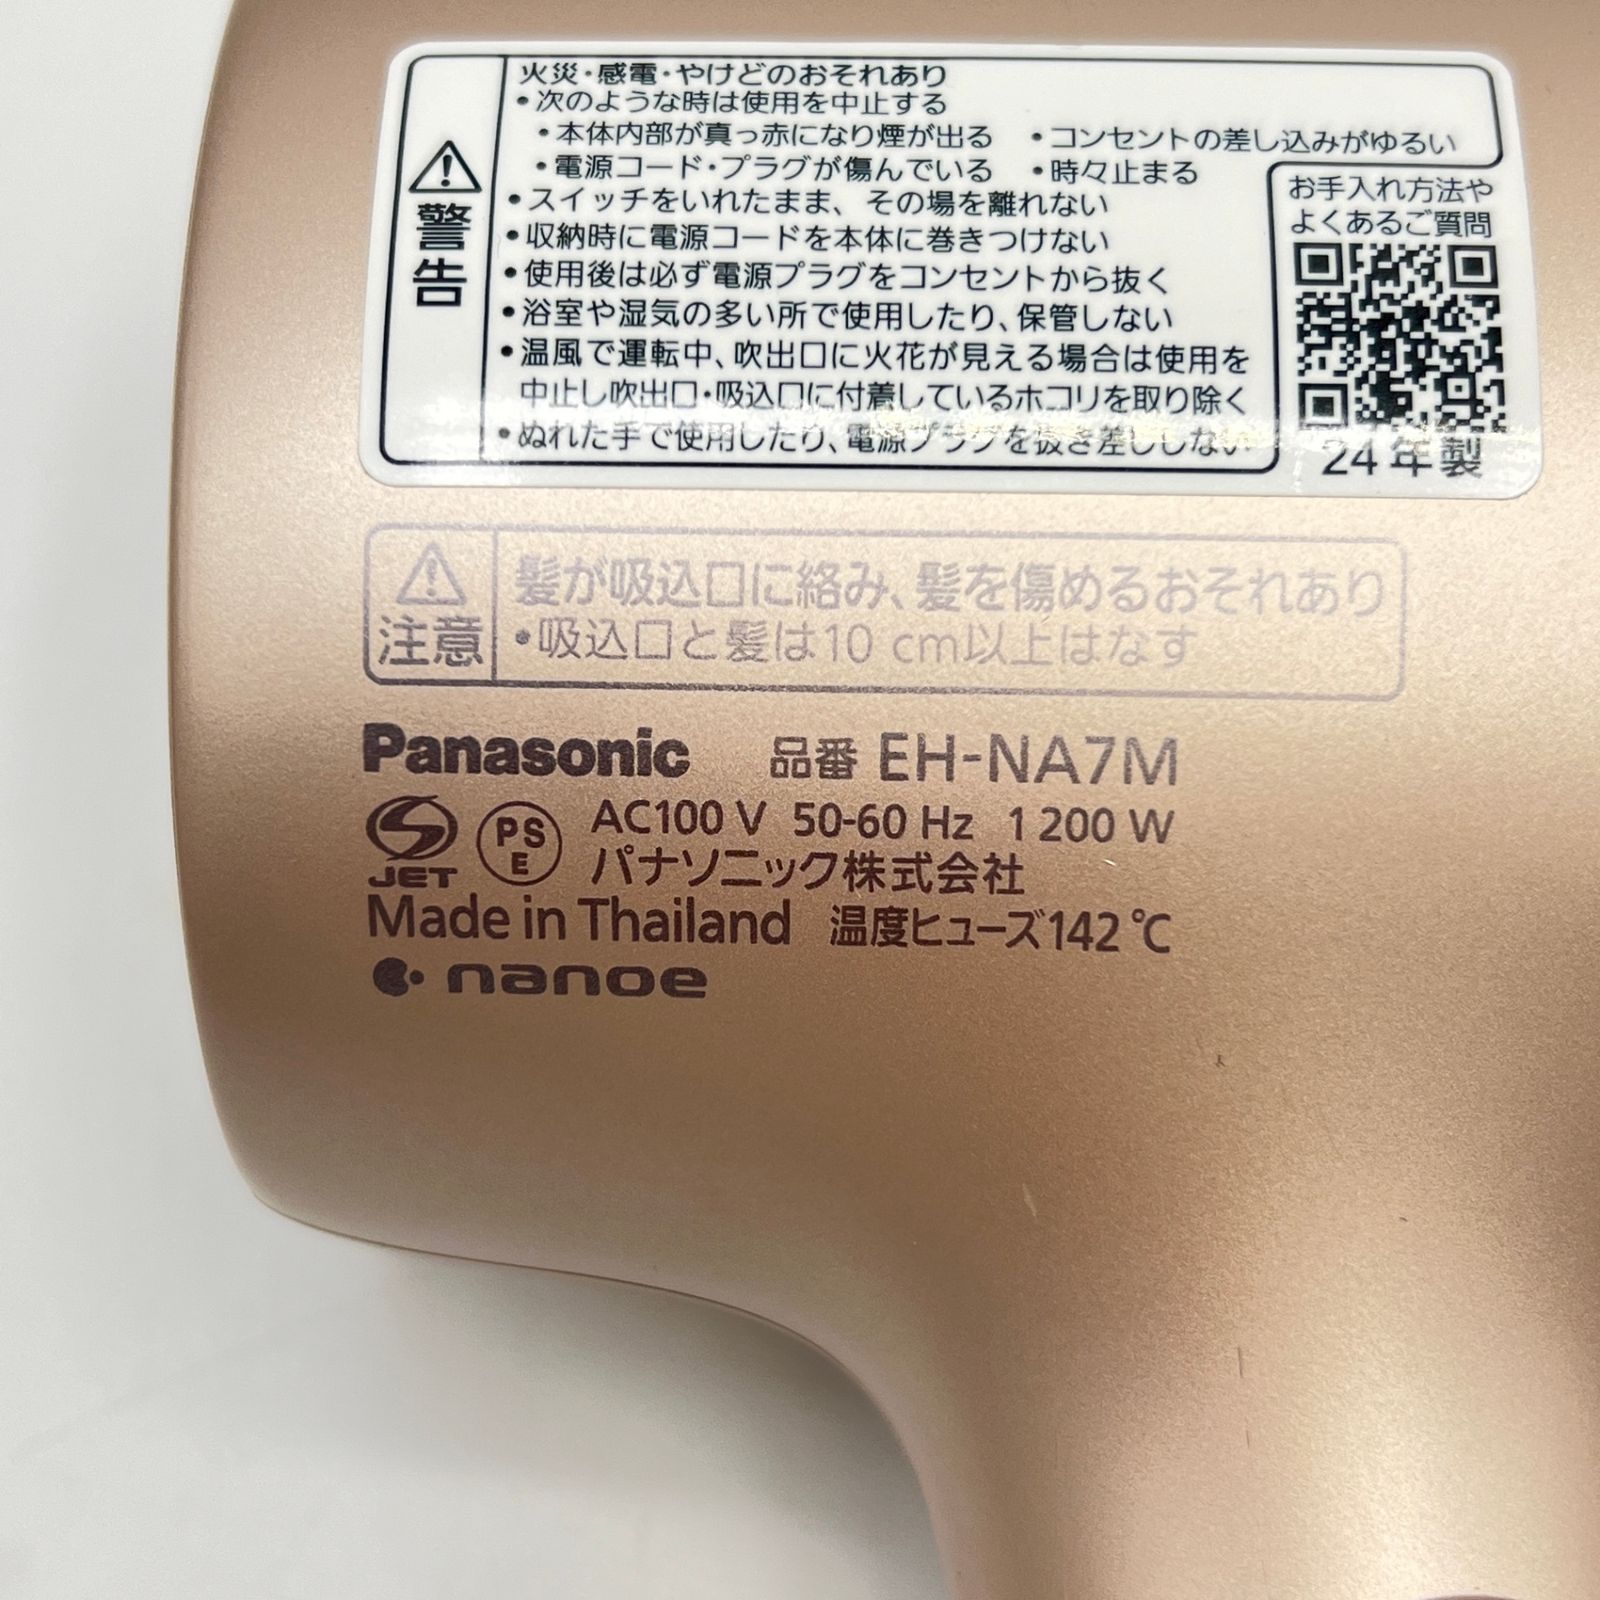 火災・感電・やけどのおそれあり
•次のような時は使用を中止する
•本体内部が真っ赤になり煙が出る •コンセントの差し込みがゆるい
•電源コード・プラグが傷んでいる •時々止まる
•スイッチをいれたまま、その場を離れない
•収納時に電源コードを本体に巻きつけない
•使用後は必ず電源プラグをコンセントから抜く
•浴室や湿気の多い所で使用したり、保管しない
•温風で運転中、吹出口に火花が見える場合は使用を
中止し吹出口・吸込口に付着しているホコリを取り除く
•ぬれた手で使用したり、電源プラグを抜き差ししない
警告
お手入れ方法や
よくあるご質問
24年製
注意
髪が吸込口に絡み、髪を傷めるおそれあり
•吸込口と髪は10 cm以上はなす
Panasonic 品番 EH-NA7M
JET PSE AC100 V 50-60 Hz 1 200 W
パナソニック株式会社
Made in Thailand 温度ヒューズ142 ℃
nanoe